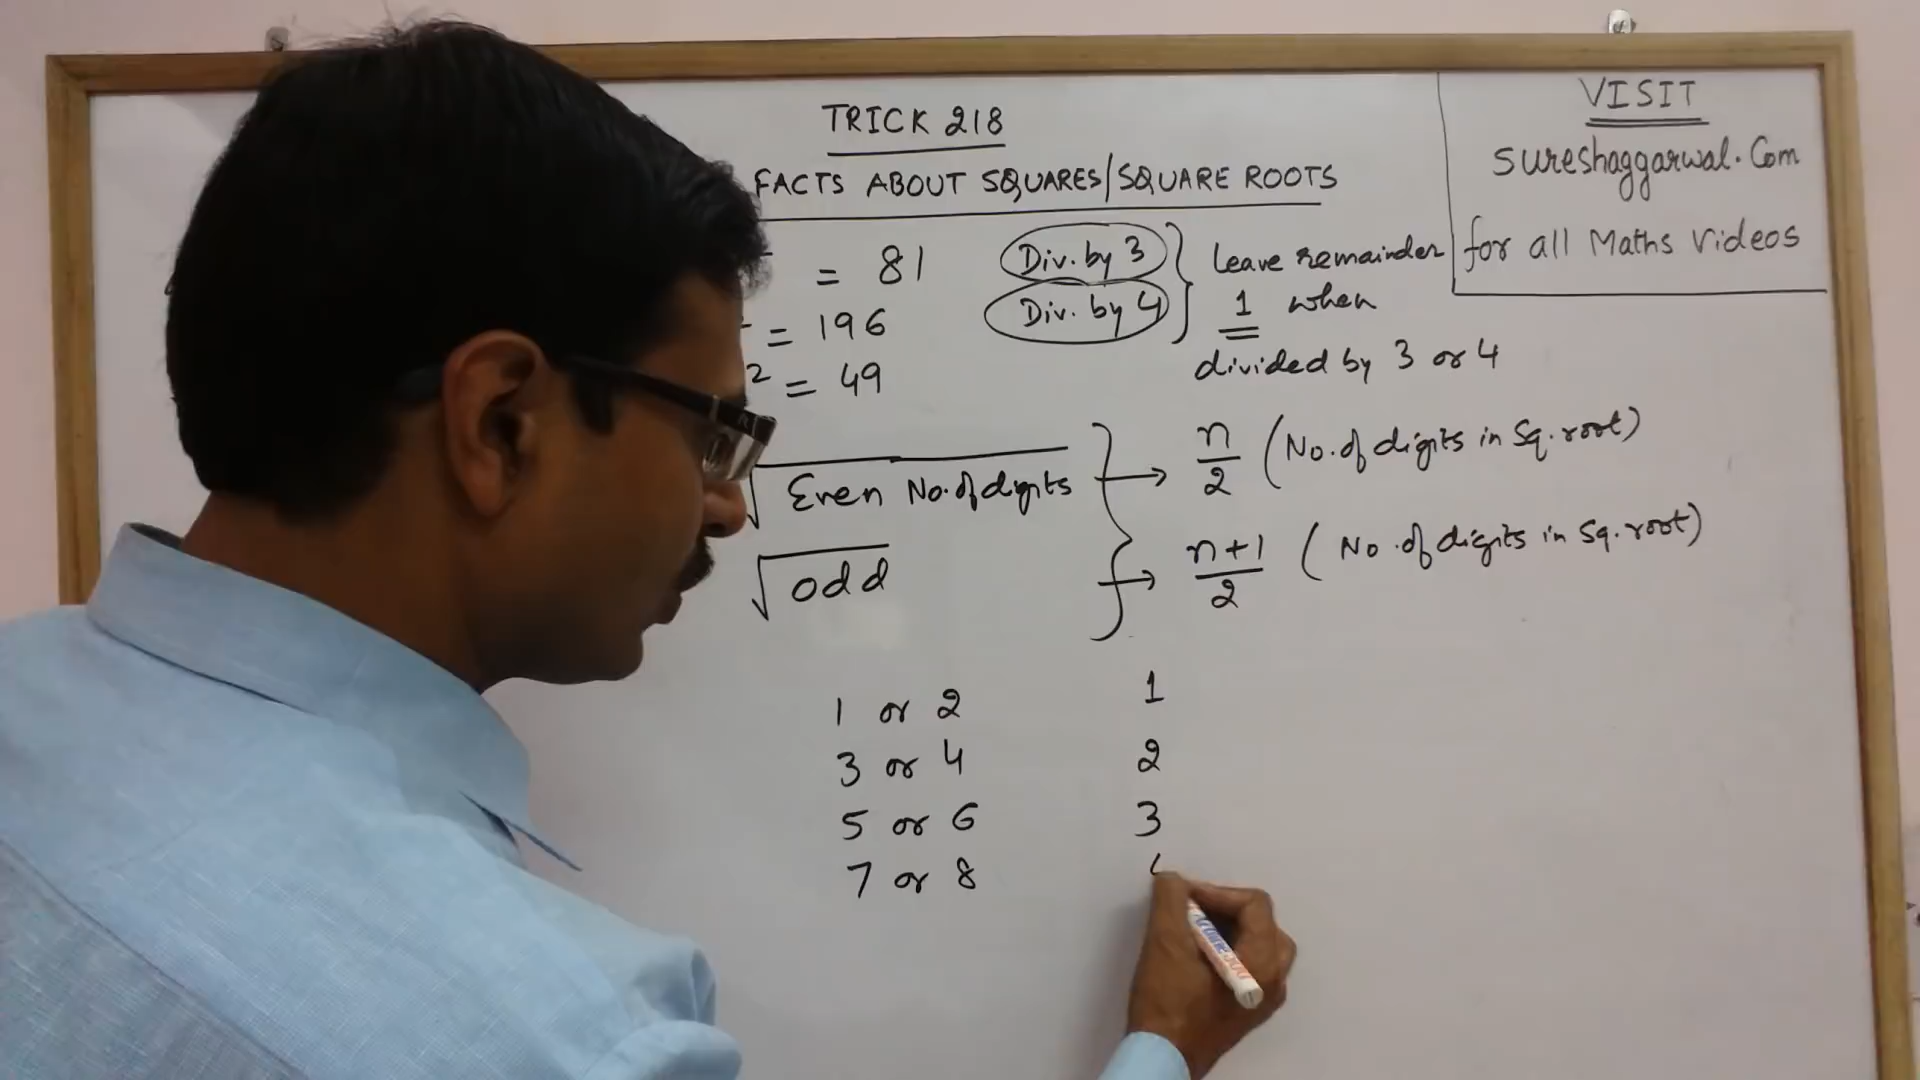 TRICK 218
FACTS ABOUT SQUARES/SQUARE ROOTS
VISIT
sureshaggarwal.com
for all Maths Videos
= 81
Div. by 3
= 196
Div. by 4
2 = 49
leave remainder
1 when
divided by 3 or 4
√ Even No. of digits
→ n/2 (No. of digits in Sq. root)
√ odd
→ n+1/2 (No. of digits in Sq. root)
1 or 2 1
3 or 4 2
5 or 6 3
7 or 8